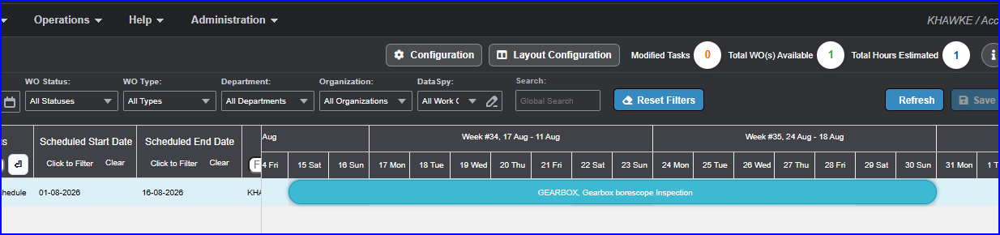 Operations Help Administration KHAWKE / Acc
Configuration Layout Configuration Modified Tasks 0 Total WO(s) Available 1 Total Hours Estimated 1 i
WO Status: WO Type: Department: Organization: DataSpy: Search:
All Statuses All Types All Departments All Organizations All Work Global Search Reset Filters Refresh Save
Aug Week #34, 17 Aug - 11 Aug Week #35, 24 Aug - 18 Aug
us Scheduled Start Date Scheduled End Date
Click to Filter Clear Click to Filter Clear F 4 Fri 15 Sat 16 Sun 17 Mon 18 Tue 19 Wed 20 Thu 21 Fri 22 Sat 23 Sun 24 Mon 25 Tue 26 Wed 27 Thu 28 Fri 29 Sat 30 Sun 31 Mon 1 T
hedule 01-08-2026 16-08-2026 KHA GEARBOX, Gearbox borescope Inspection